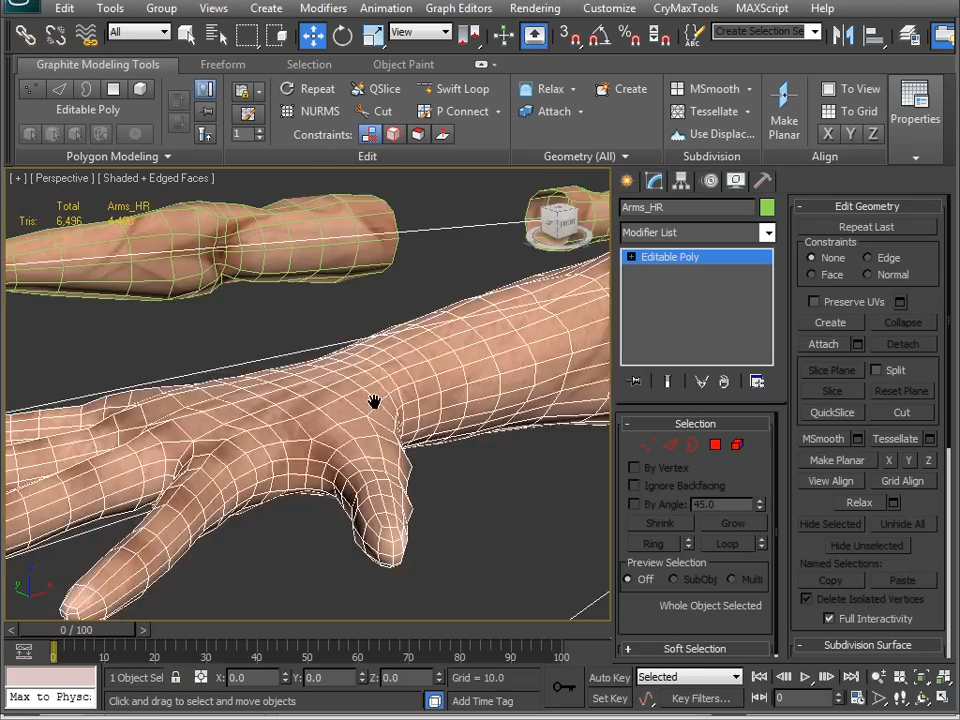 Edit Tools Group Views Create Modifiers Animation Graph Editors Rendering Customize CryMaxTools MAXScript Help
All View Create Selection Se
Graphite Modeling Tools Freeform Selection Object Paint
Repeat QSlice Swift Loop Relax Create MSmooth To View
Editable Poly NURMS Cut P Connect Attach Tessellate Make Planar To Grid Properties
1 Constraints: Use Displac... X Y Z
Polygon Modeling Edit Geometry (All) Subdivision Align
[ + ] [ Perspective ] [ Shaded + Edged Faces ]
Total Arms_HR
Tris: 6,496
UP FRONT
z
y
x
Arms_HR
Modifier List
Editable Poly
Selection
By Vertex
Ignore Backfacing
By Angle: 45.0
Shrink Grow
Ring Loop
Preview Selection
Off SubObj Multi
Whole Object Selected
Soft Selection
Edit Geometry
Repeat Last
Constraints
None Edge
Face Normal
Preserve UVs
Create Collapse
Attach Detach
Slice Plane Split
Slice Reset Plane
QuickSlice Cut
MSmooth Tessellate
Make Planar X Y Z
View Align Grid Align
Relax
Hide Selected Unhide All
Hide Unselected
Named Selections:
Copy Paste
Delete Isolated Vertices
Full Interactivity
Subdivision Surface
< 0 / 100 >
0 10 20 30 40 50 60 70 80 90 100
1 Object Sel X: 0.0 Y: 0.0 Z: 0.0 Grid = 10.0 Auto Key Selected
Max to Physc: Click and drag to select and move objects Add Time Tag Set Key Key Filters... 0